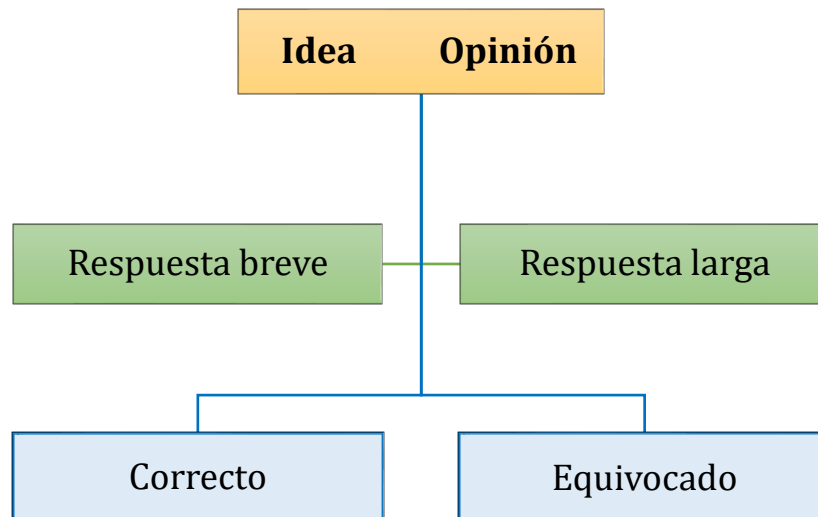 Idea Opinión
Respuesta breve
Respuesta larga
Correcto
Equivocado